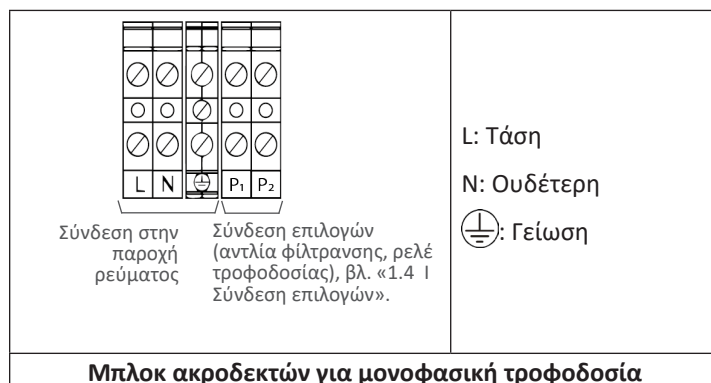 L N P₁ P₂
Σύνδεση στην
παροχή
ρεύματος
Σύνδεση επιλογών
(αντλία φίλτρανσης, ρελέ
τροφοδοσίας), βλ. «1.4 I
Σύνδεση επιλογών».
L: Τάση
N: Ουδέτερη
: Γείωση
Μπλοκ ακροδεκτών για μονοφασική τροφοδοσία